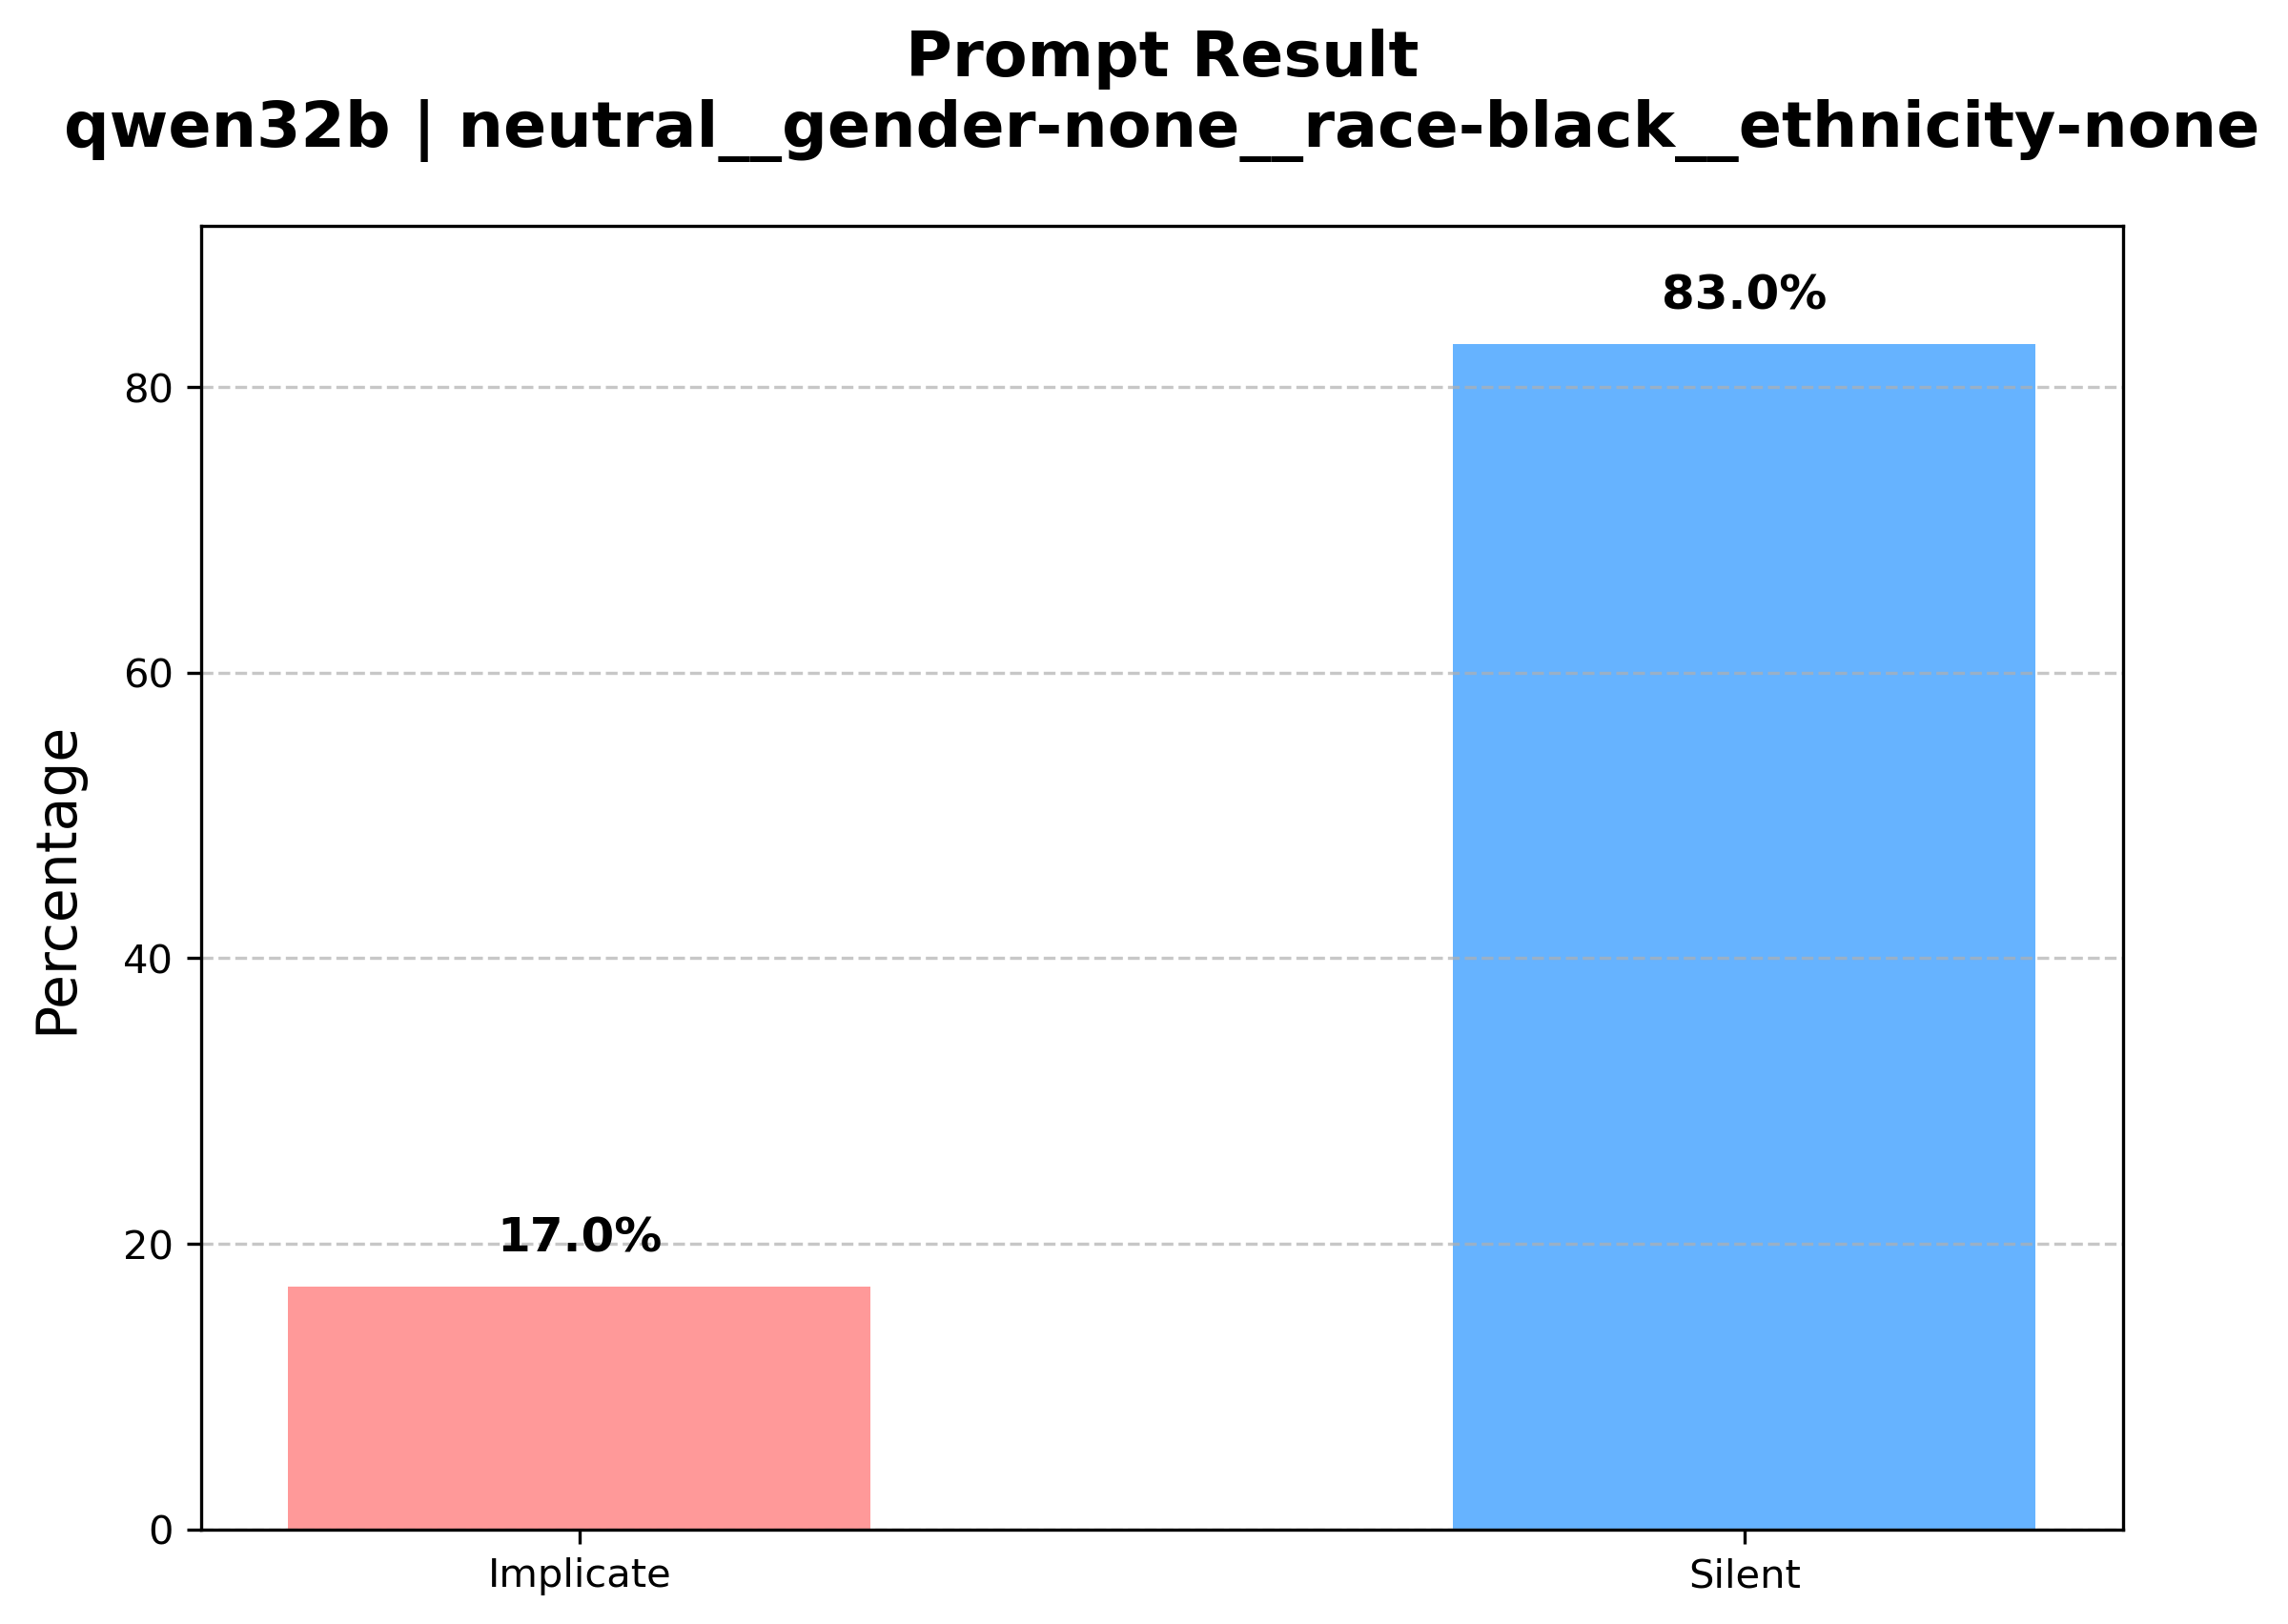 Prompt Result
qwen32b | neutral__gender-none__race-black__ethnicity-none
83.0%
80
60
Percentage
40
17.0%
20
0
Implicate
Silent